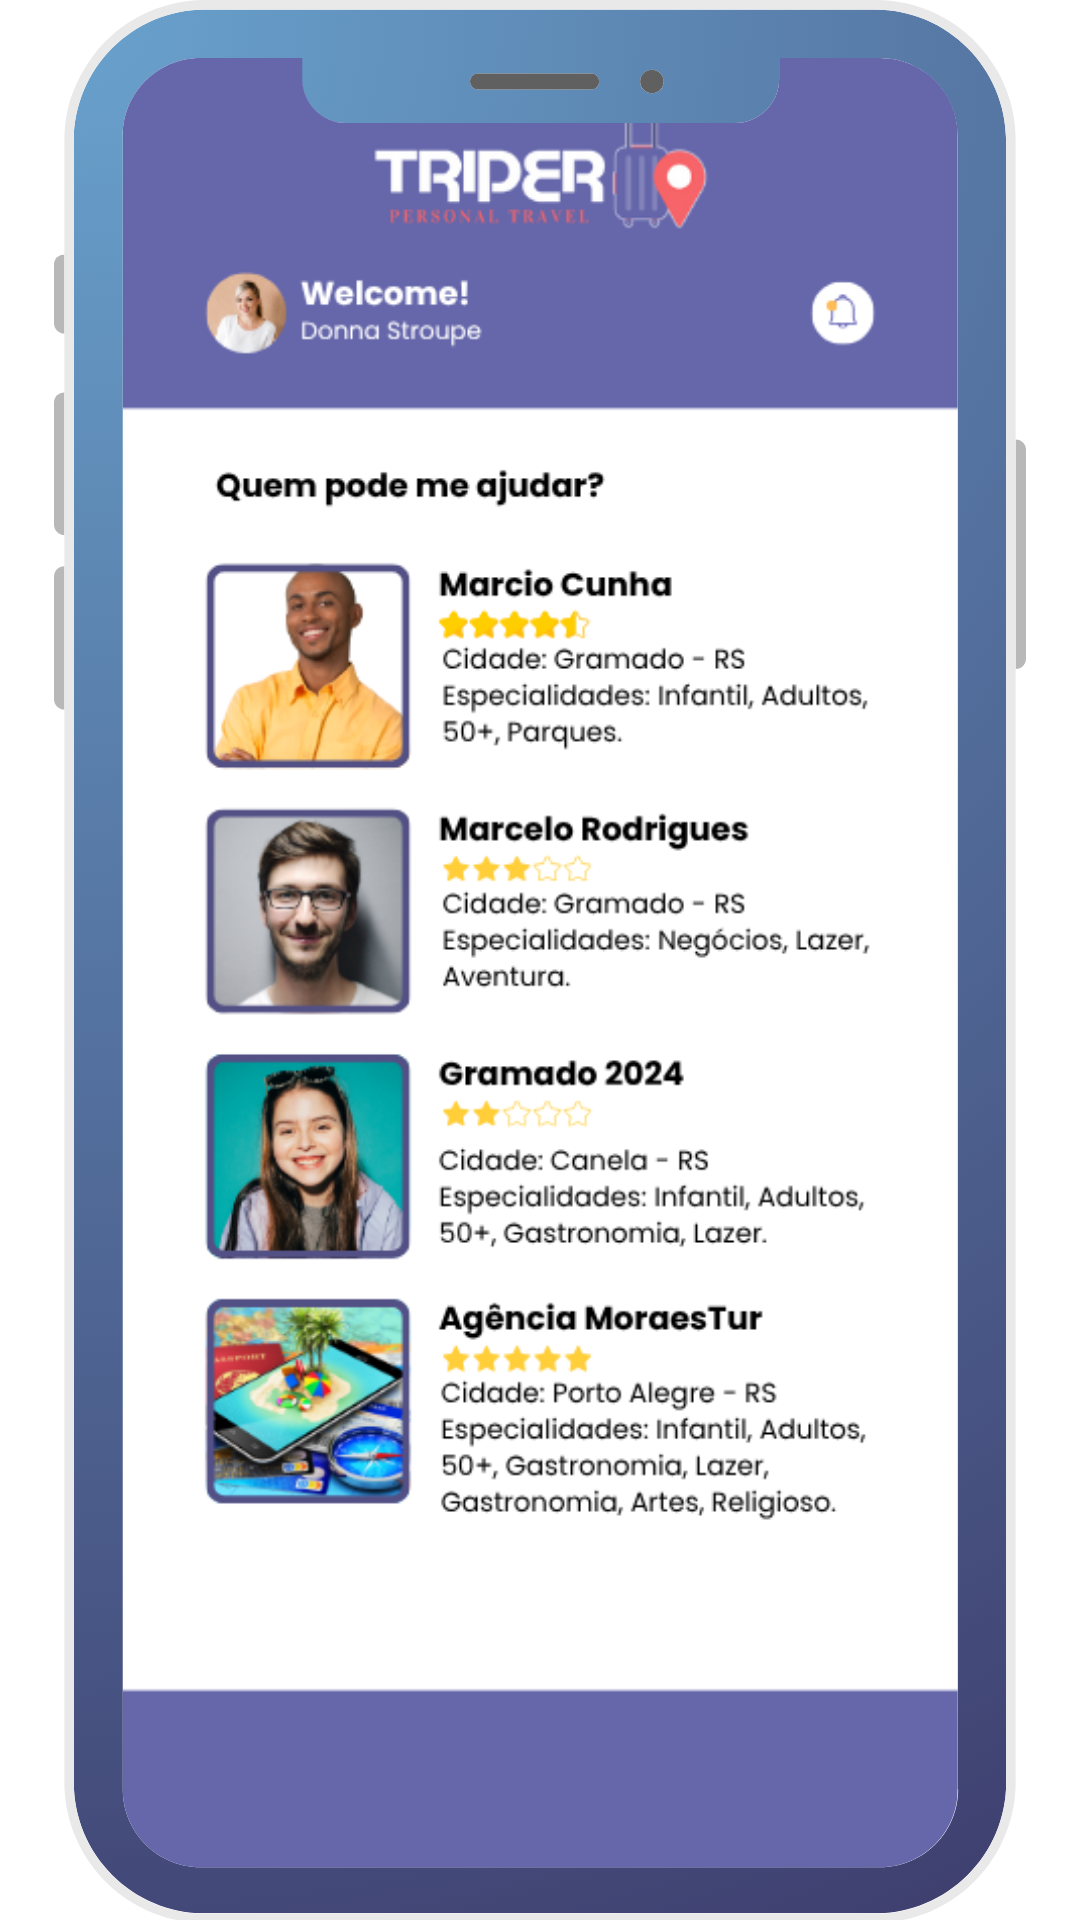 TRIPER
PERSONAL TRAVEL
Welcome!
Donna Stroupe
Quem pode me ajudar?
Marcio Cunha
Cidade: Gramado - RS
Especialidades: Infantil, Adultos,
50+, Parques.
Marcelo Rodrigues
Cidade: Gramado - RS
Especialidades: Negócios, Lazer,
Aventura.
Gramado 2024
Cidade: Canela - RS
Especialidades: Infantil, Adultos,
50+, Gastronomia, Lazer.
Agência MoraesTur
PASSPORT
Cidade: Porto Alegre - RS
Especialidades: Infantil, Adultos,
50+, Gastronomia, Lazer,
Gastronomia, Artes, Religioso.